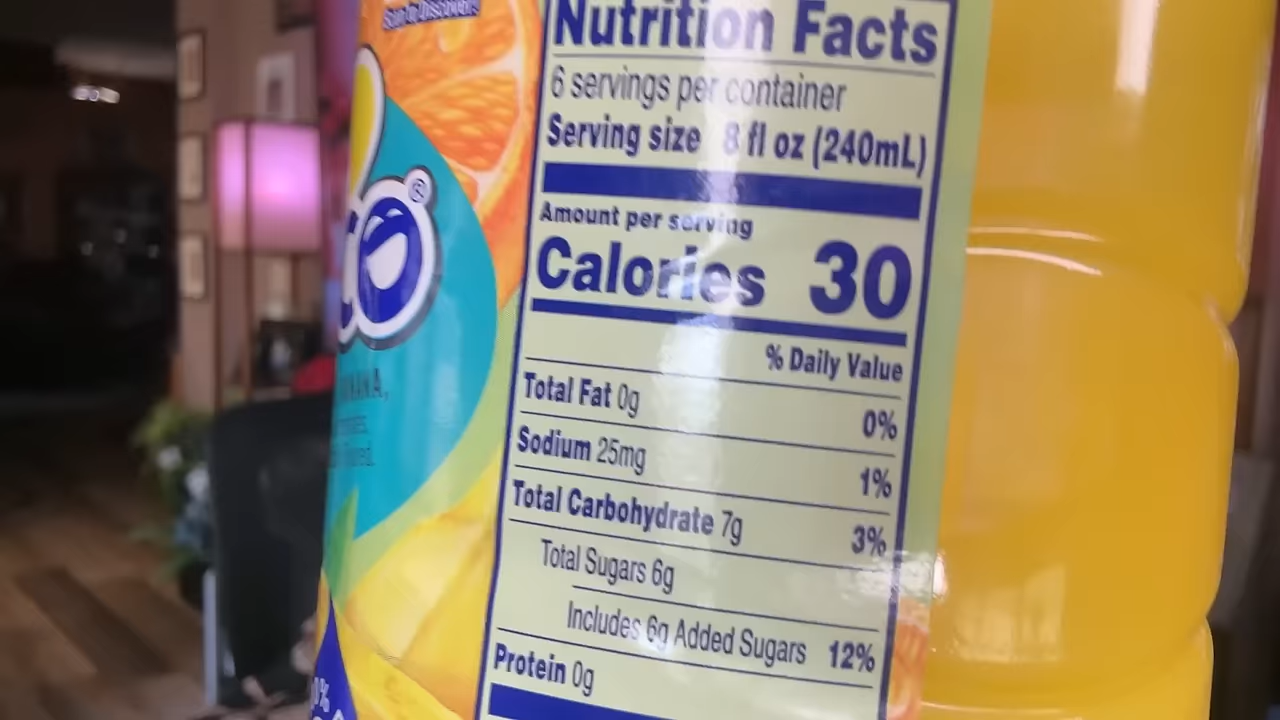 Nutrition Facts
6 servings per container
Serving size 8 fl oz (240mL)
Amount per serving
Calories 30
% Daily Value
Total Fat 0g 0%
Sodium 25mg 1%
Total Carbohydrate 7g 3%
Total Sugars 6g
Includes 6g Added Sugars 12%
Protein 0g
co®